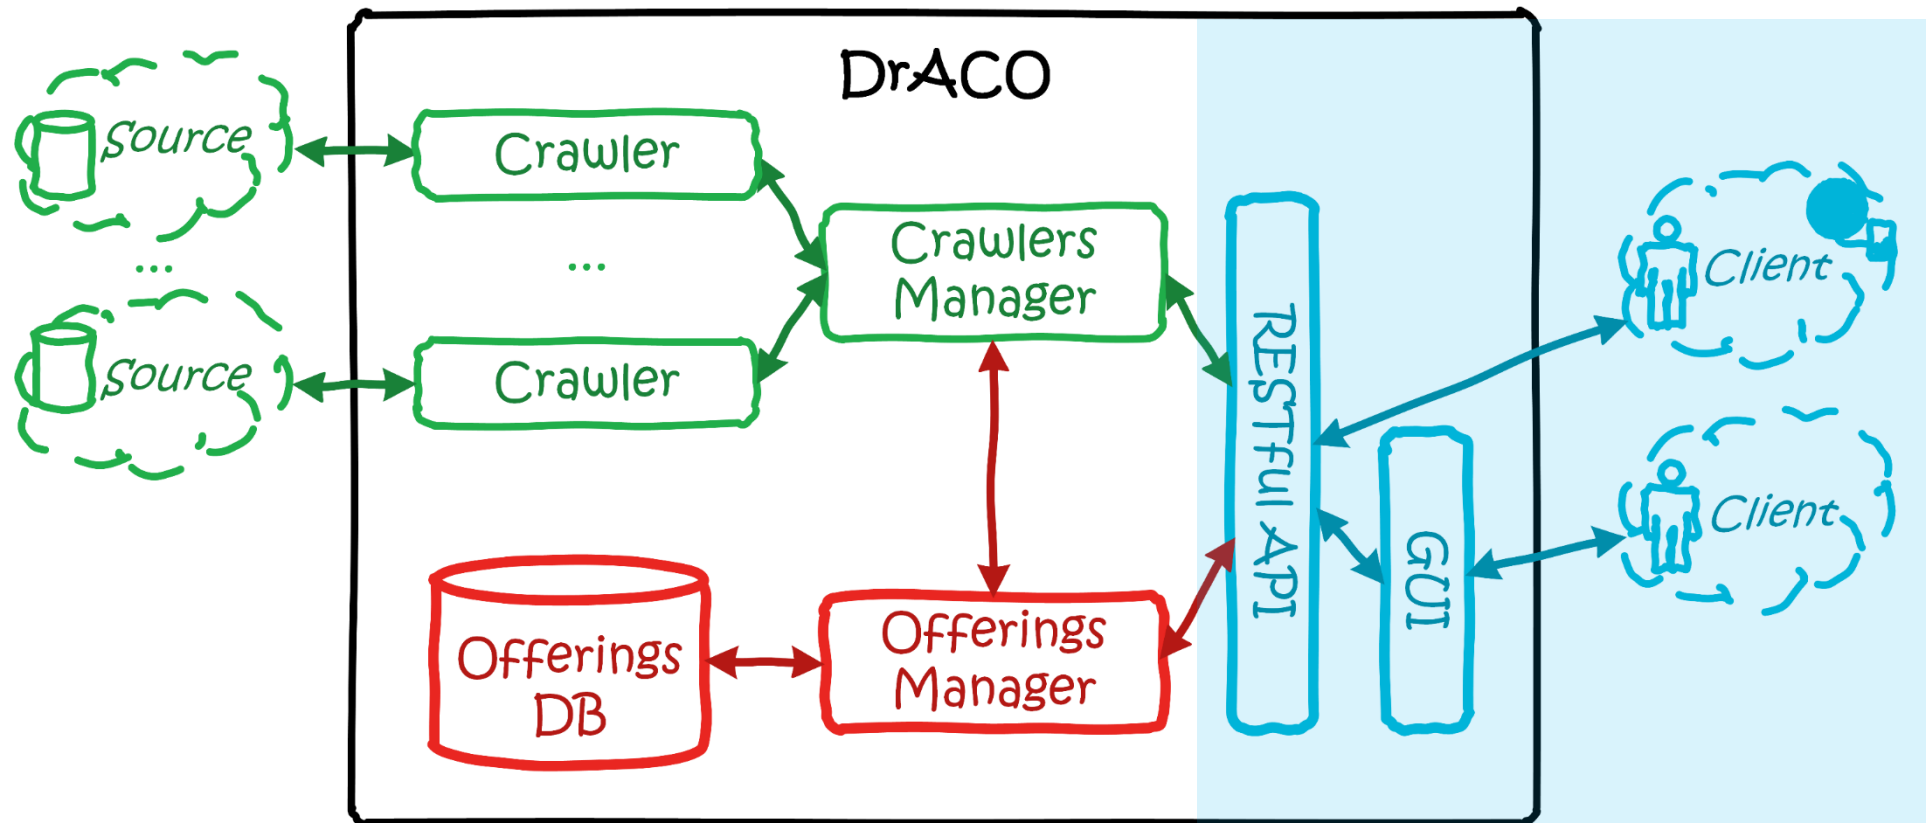 DrACO
Source
Crawler
...
...
Crawlers
Manager
Source
Crawler
RESTful API
Client
GUI
Client
Offerings
DB
Offerings
Manager